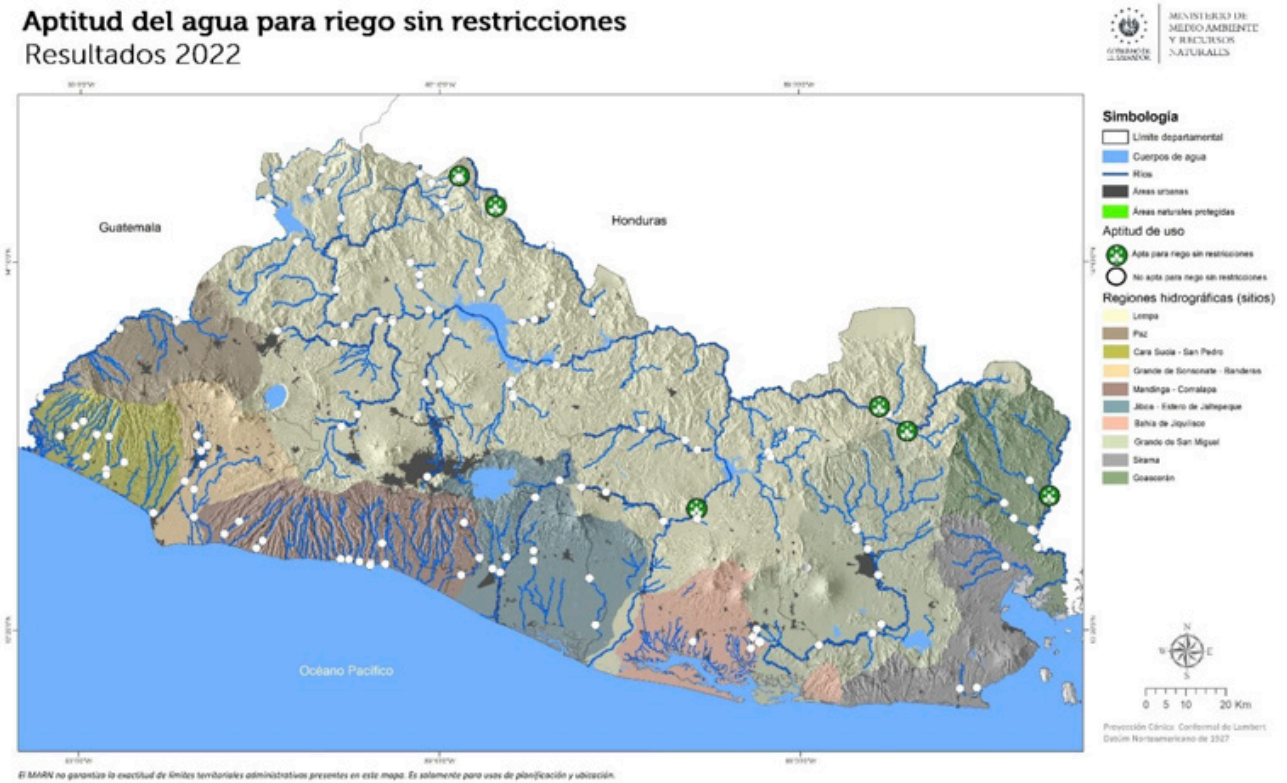 Aptitud del agua para riego sin restricciones
Resultados 2022
MINISTERIO DE
MEDIO AMBIENTE
Y RECURSOS
NATURALES
GOBIERNO DE
EL SALVADOR
Guatemala
Honduras
Océano Pacífico
Simbología
Límite departamental
Cuerpos de agua
Ríos
Áreas urbanas
Áreas naturales protegidas
Aptitud de uso
Apta para riego sin restricciones
No apta para riego sin restricciones
Regiones hidrográficas (sitios)
Lempa
Paz
Cara Sucia - San Pedro
Grande de Sonsonate - Banderas
Mandinga - Comalapa
Jiboa - Estero de Jaltepeque
Bahía de Jiquilisco
Grande de San Miguel
Sirama
Goascorán
N
W
E
S
0 5 10 20 Km
Proyección Cónica Conformal de Lambert
Datúm Norteamericano de 1927
El MARN no garantiza la exactitud de límites territoriales administrativos presentes en este mapa. Es solamente para usos de planificación y ubicación.